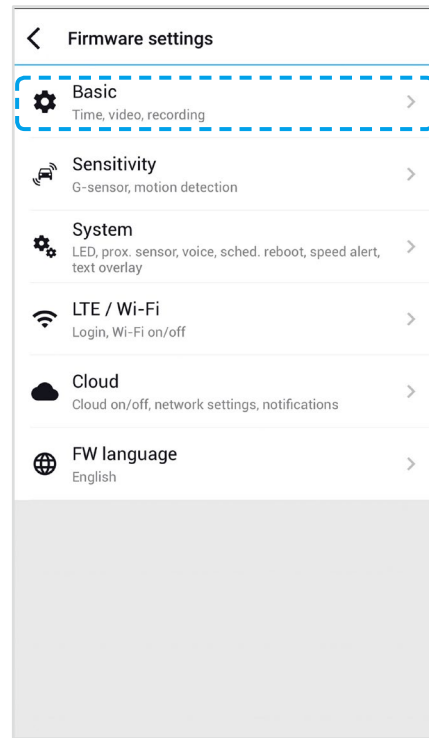 Firmware settings
Basic
Time, video, recording
Sensitivity
G-sensor, motion detection
System
LED, prox. sensor, voice, sched. reboot, speed alert,
text overlay
LTE / Wi-Fi
Login, Wi-Fi on/off
Cloud
Cloud on/off, network settings, notifications
FW language
English